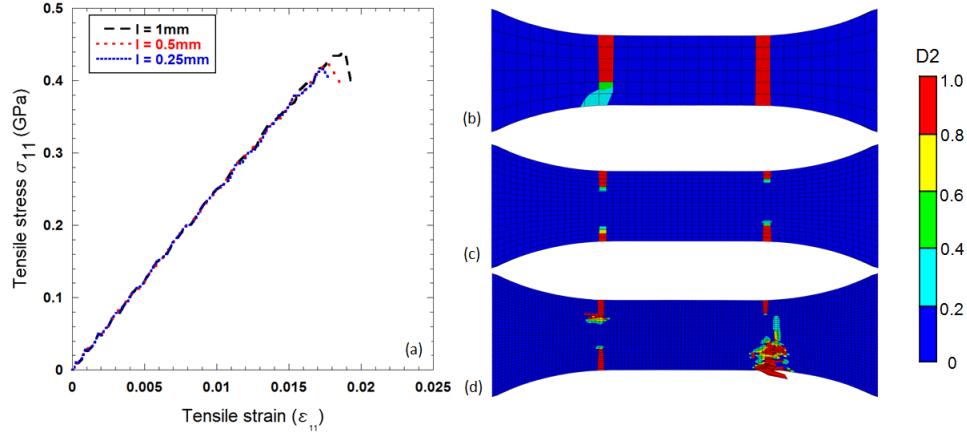 l = 1mm
l = 0.5mm
l = 0.25mm
Tensile stress σ11 (GPa)
0.5
0.4
0.3
0.2
0.1
0
0
0.005
0.01
0.015
0.02
0.025
Tensile strain (ε11)
(a)
(b)
(c)
(d)
D2
1.0
0.8
0.6
0.4
0.2
0